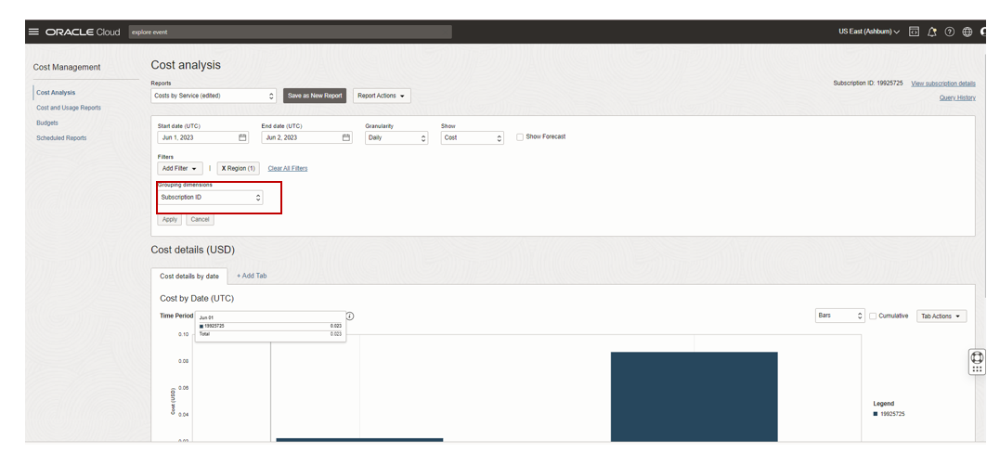 ORACLE Cloud
explore event
US East (Ashburn)
Cost Management
Cost Analysis
Cost and Usage Reports
Budgets
Scheduled Reports
Cost analysis
Reports
Costs by Service (edited)
Save as New Report
Report Actions
Subscription ID: 19925725 View subscription details
Query History
Start date (UTC) End date (UTC) Granularity Show
Jun 1, 2023 Jun 2, 2023 Daily Cost Show Forecast
Filters
Add Filter | X Region (1) Clear All Filters
Grouping dimensions
Subscription ID
Apply Cancel
Cost details (USD)
Cost details by date + Add Tab
Cost by Date (UTC)
Time Period
Jun 01
19925725 0.023
Total 0.023
Bars Cumulative Tab Actions
0.10
0.08
0.06
0.04
0.02
Cost (USD)
Legend
19925725